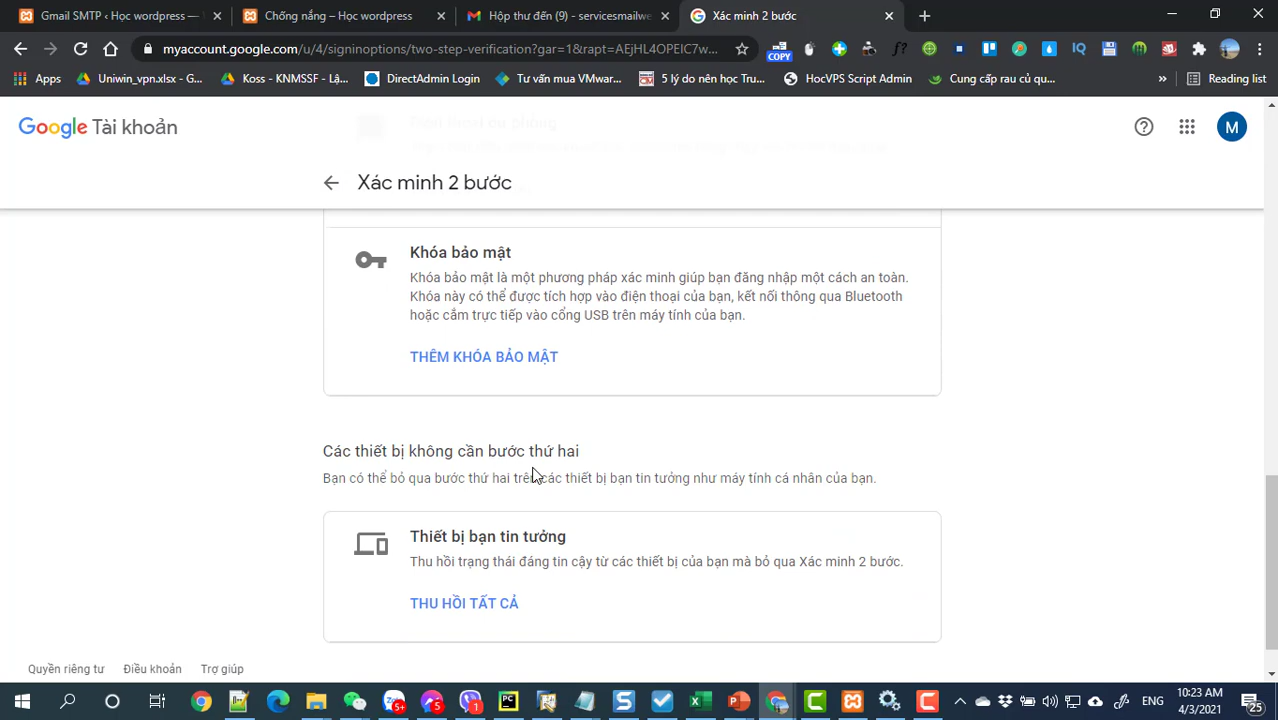 Gmail SMTP ‹ Học wordpress —
Chống nắng – Học wordpress
Hộp thư đến (9) - servicesmailwe
Xác minh 2 bước
myaccount.google.com/u/4/signinoptions/two-step-verification?gar=1&rapt=AEjHL4OPEIC7w...
COPY
f?
IQ
Apps
Uniwin_vpn.xlsx - G...
Koss - KNMSSF - Lậ...
DirectAdmin Login
Tư vấn mua VMwar...
5 lý do nên học Tru...
HocVPS Script Admin
Cung cấp rau củ qu...
»
Reading list
Google Tài khoản
M
Xác minh 2 bước
Khóa bảo mật
Khóa bảo mật là một phương pháp xác minh giúp bạn đăng nhập một cách an toàn.
Khóa này có thể được tích hợp vào điện thoại của bạn, kết nối thông qua Bluetooth
hoặc cắm trực tiếp vào cổng USB trên máy tính của bạn.
THÊM KHÓA BẢO MẬT
Các thiết bị không cần bước thứ hai
Bạn có thể bỏ qua bước thứ hai trên các thiết bị bạn tin tưởng như máy tính cá nhân của bạn.
Thiết bị bạn tin tưởng
Thu hồi trạng thái đáng tin cậy từ các thiết bị của bạn mà bỏ qua Xác minh 2 bước.
THU HỒI TẤT CẢ
Quyền riêng tư
Điều khoản
Trợ giúp
5+
5
1
ENG
10:23 AM
4/3/2021
25